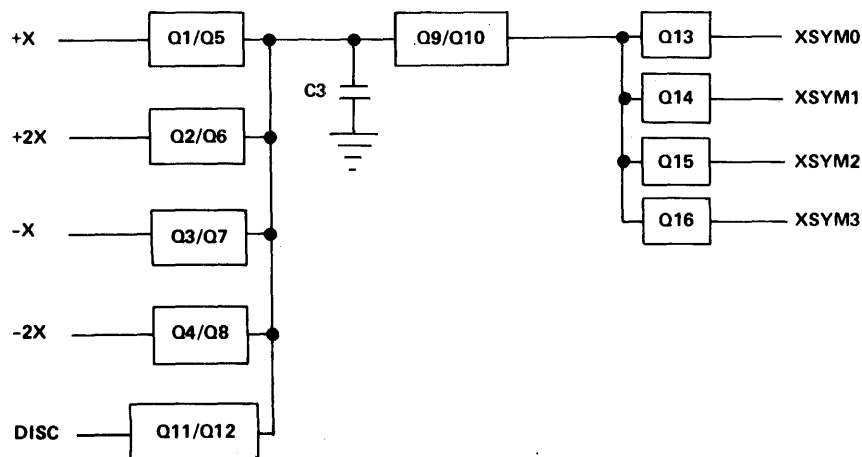 +X
Q1/Q5
Q9/Q10
Q13
XSYM0
C3
Q14
XSYM1
+2X
Q2/Q6
Q15
XSYM2
-X
Q3/Q7
Q16
XSYM3
-2X
Q4/Q8
DISC
Q11/Q12